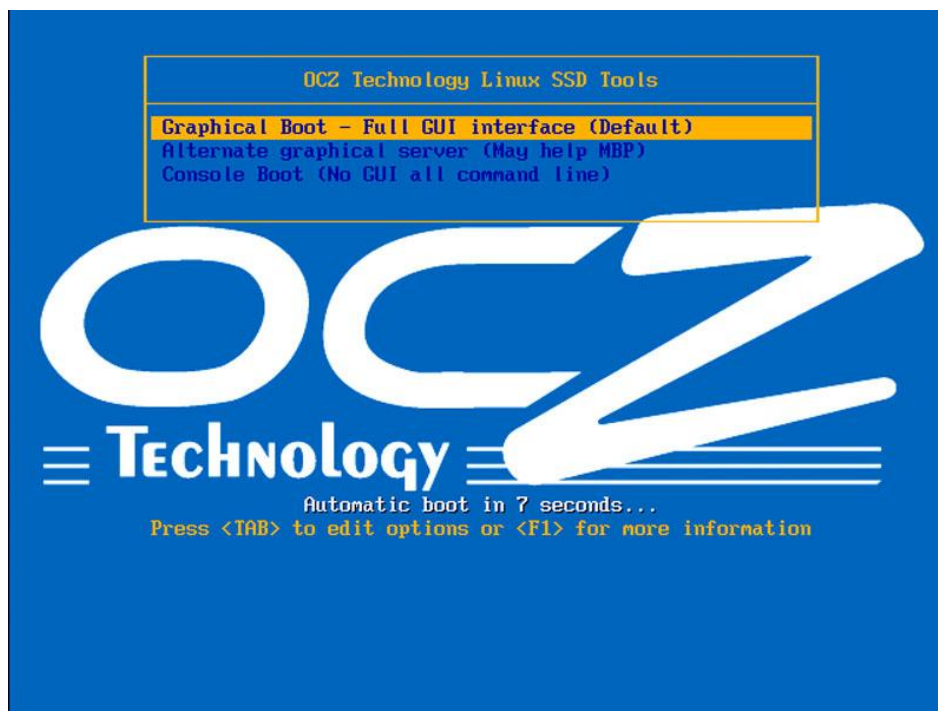 OCZ Technology Linux SSD Tools
Graphical Boot - Full GUI interface (Default)
Alternate graphical server (May help MBP)
Console Boot (No GUI all command line)
OCZ
Technology
Automatic boot in 7 seconds...
Press <TAB> to edit options or <F1> for more information